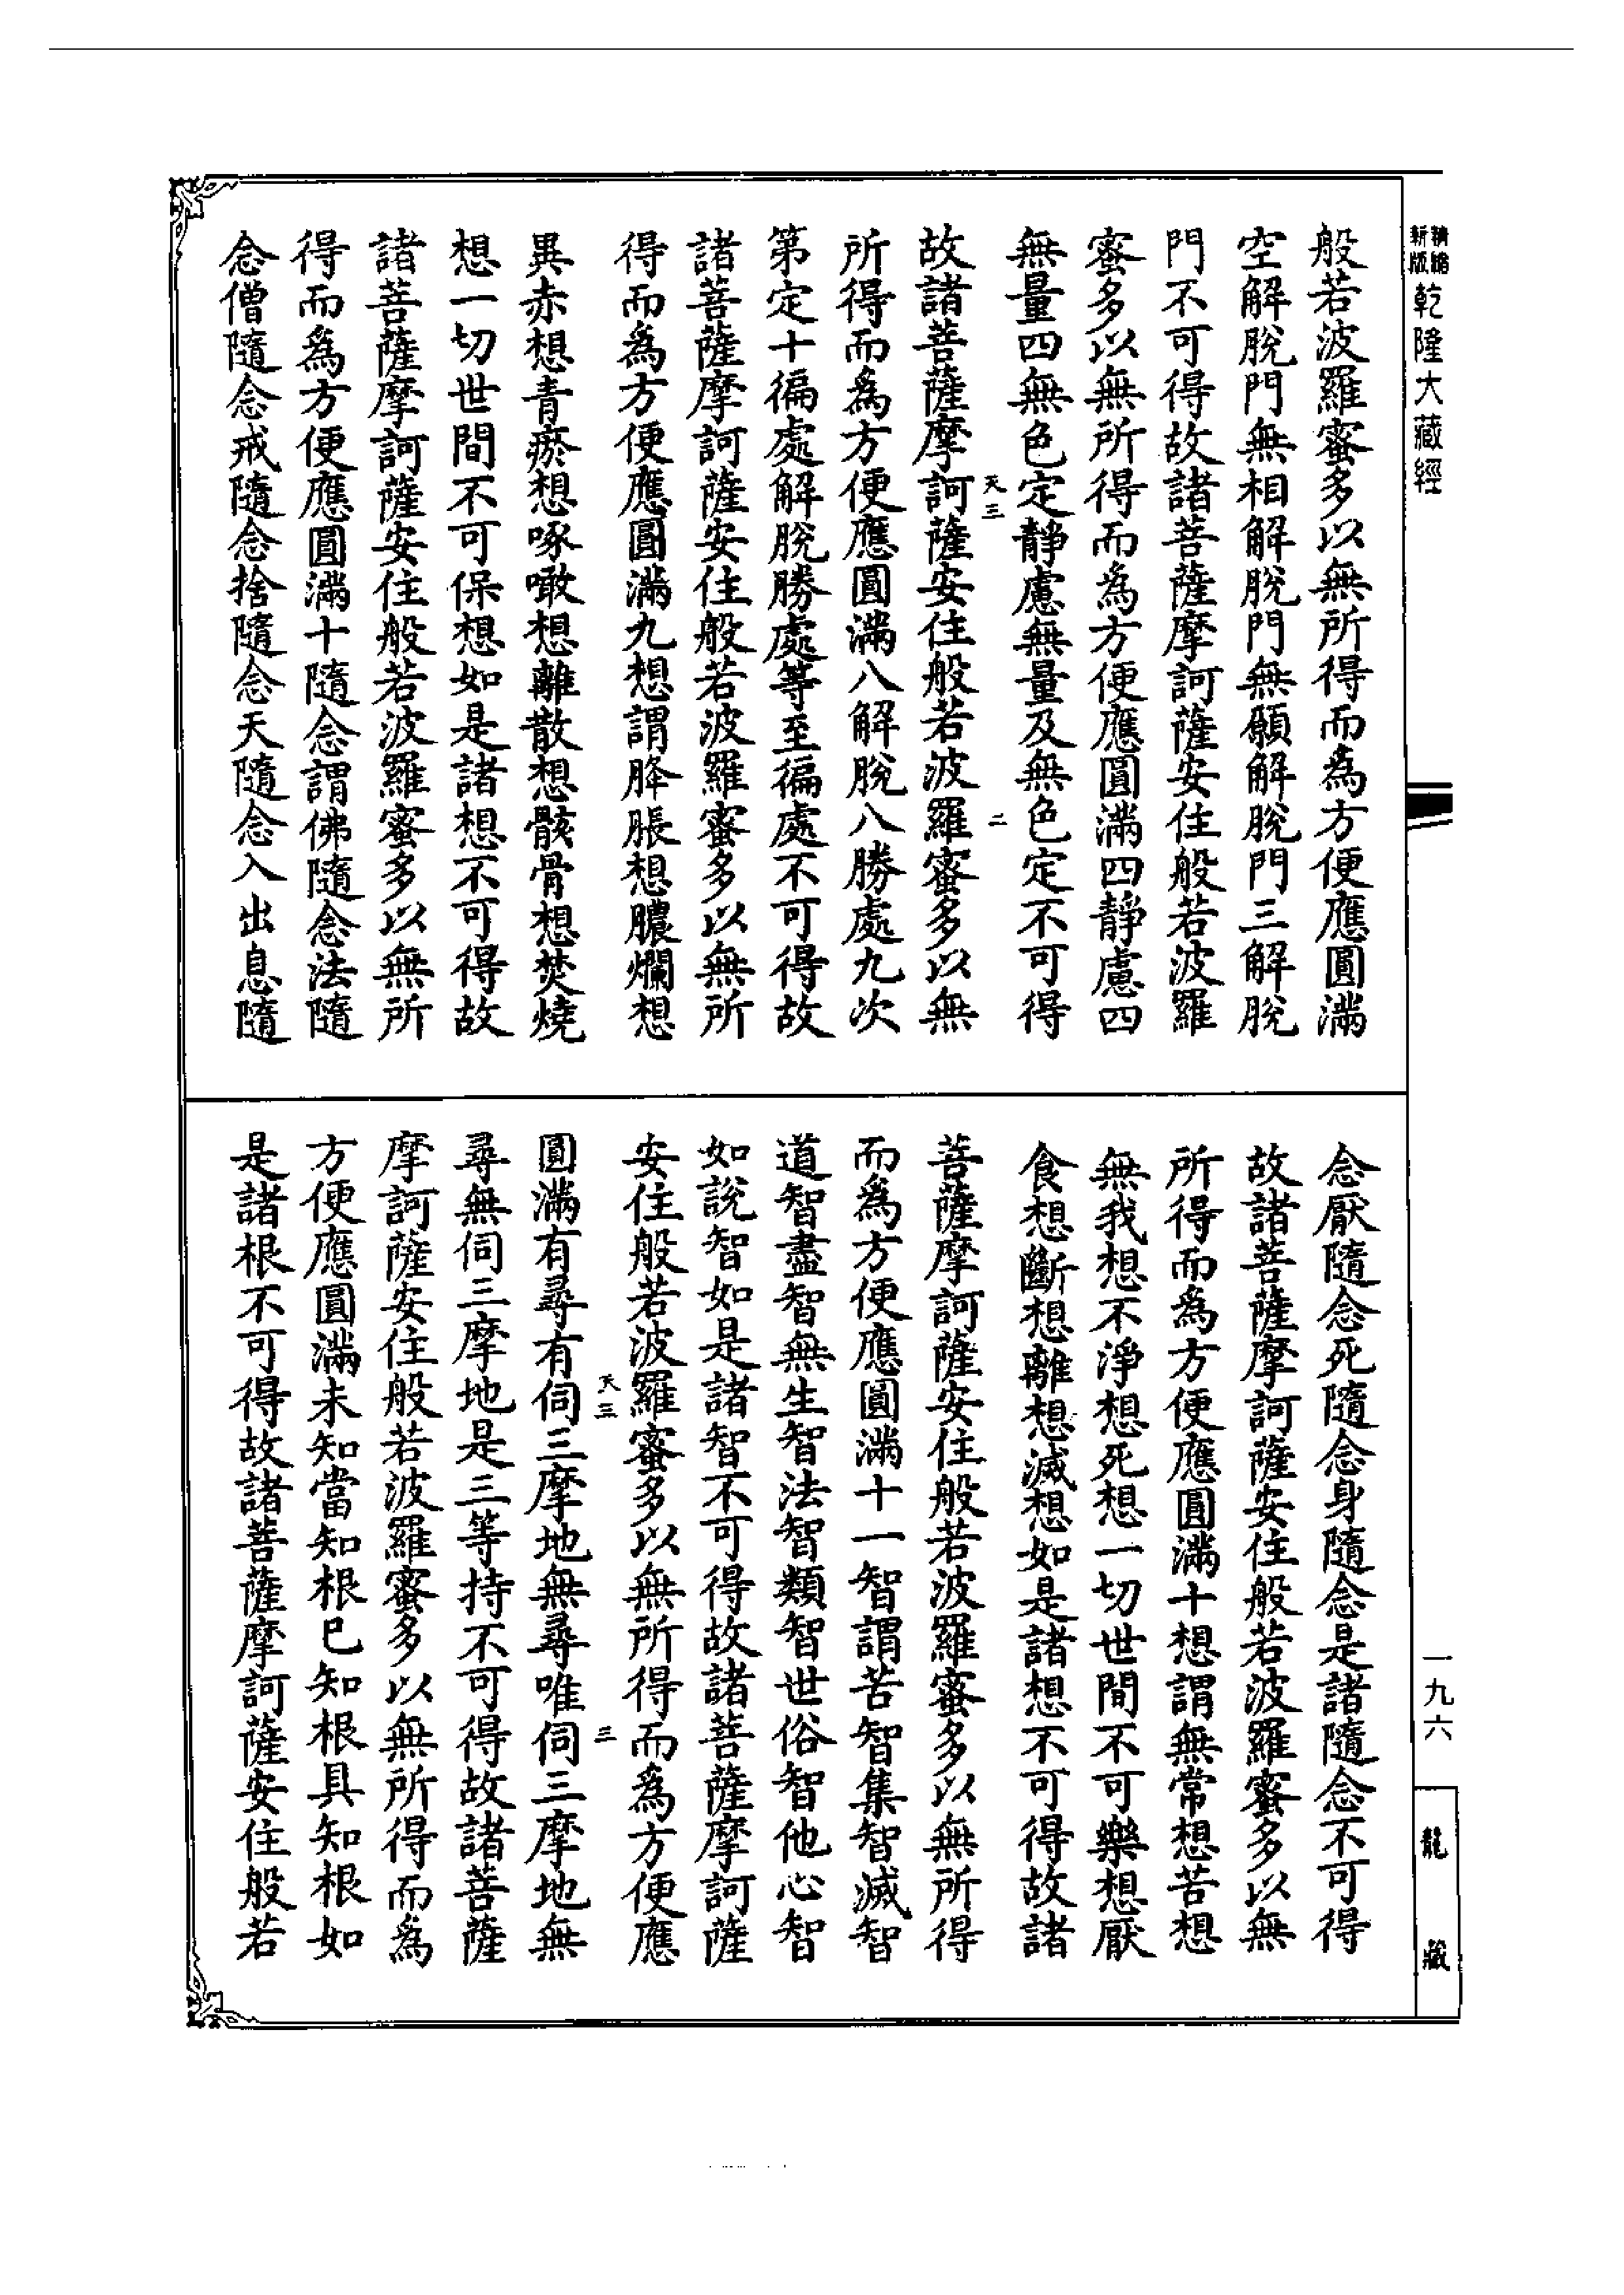 精縮
新版
乾隆大藏經
般若波羅蜜多以無所得而為方便應圓滿
空解脫門無相解脫門無願解脫門三解脫
門不可得故諸菩薩摩訶薩安住般若波羅
蜜多以無所得而為方便應圓滿四靜慮四
無量四無色定靜慮無量及無色定不可得
天三
二
故諸菩薩摩訶薩安住般若波羅蜜多以無
所得而為方便應圓滿八解脫八勝處九次
第定十徧處解脫勝處等至徧處不可得故
諸菩薩摩訶薩安住般若波羅蜜多以無所
得而為方便應圓滿九想謂胮脹想膿爛想
異赤想青瘀想啄噉想離散想骸骨想焚燒
想一切世間不可保想如是諸想不可得故
諸菩薩摩訶薩安住般若波羅蜜多以無所
得而為方便應圓滿十隨念謂佛隨念法隨
念僧隨念戒隨念捨隨念天隨念入出息隨
念厭隨念死隨念身隨念是諸隨念不可得
故諸菩薩摩訶薩安住般若波羅蜜多以無
所得而為方便應圓滿十想謂無常想苦想
無我想不淨想死想一切世間不可樂想厭
食想斷想離想滅想如是諸想不可得故諸
菩薩摩訶薩安住般若波羅蜜多以無所得
而為方便應圓滿十一智謂苦智集智滅智
道智盡智無生智法智類智世俗智他心智
如說智如是諸智不可得故諸菩薩摩訶薩
安住般若波羅蜜多以無所得而為方便應
天三
三
圓滿有尋有伺三摩地無尋唯伺三摩地無
尋無伺三摩地是三等持不可得故諸菩薩
摩訶薩安住般若波羅蜜多以無所得而為
方便應圓滿未知當知根已知根具知根如
是諸根不可得故諸菩薩摩訶薩安住般若
一九六
龍藏